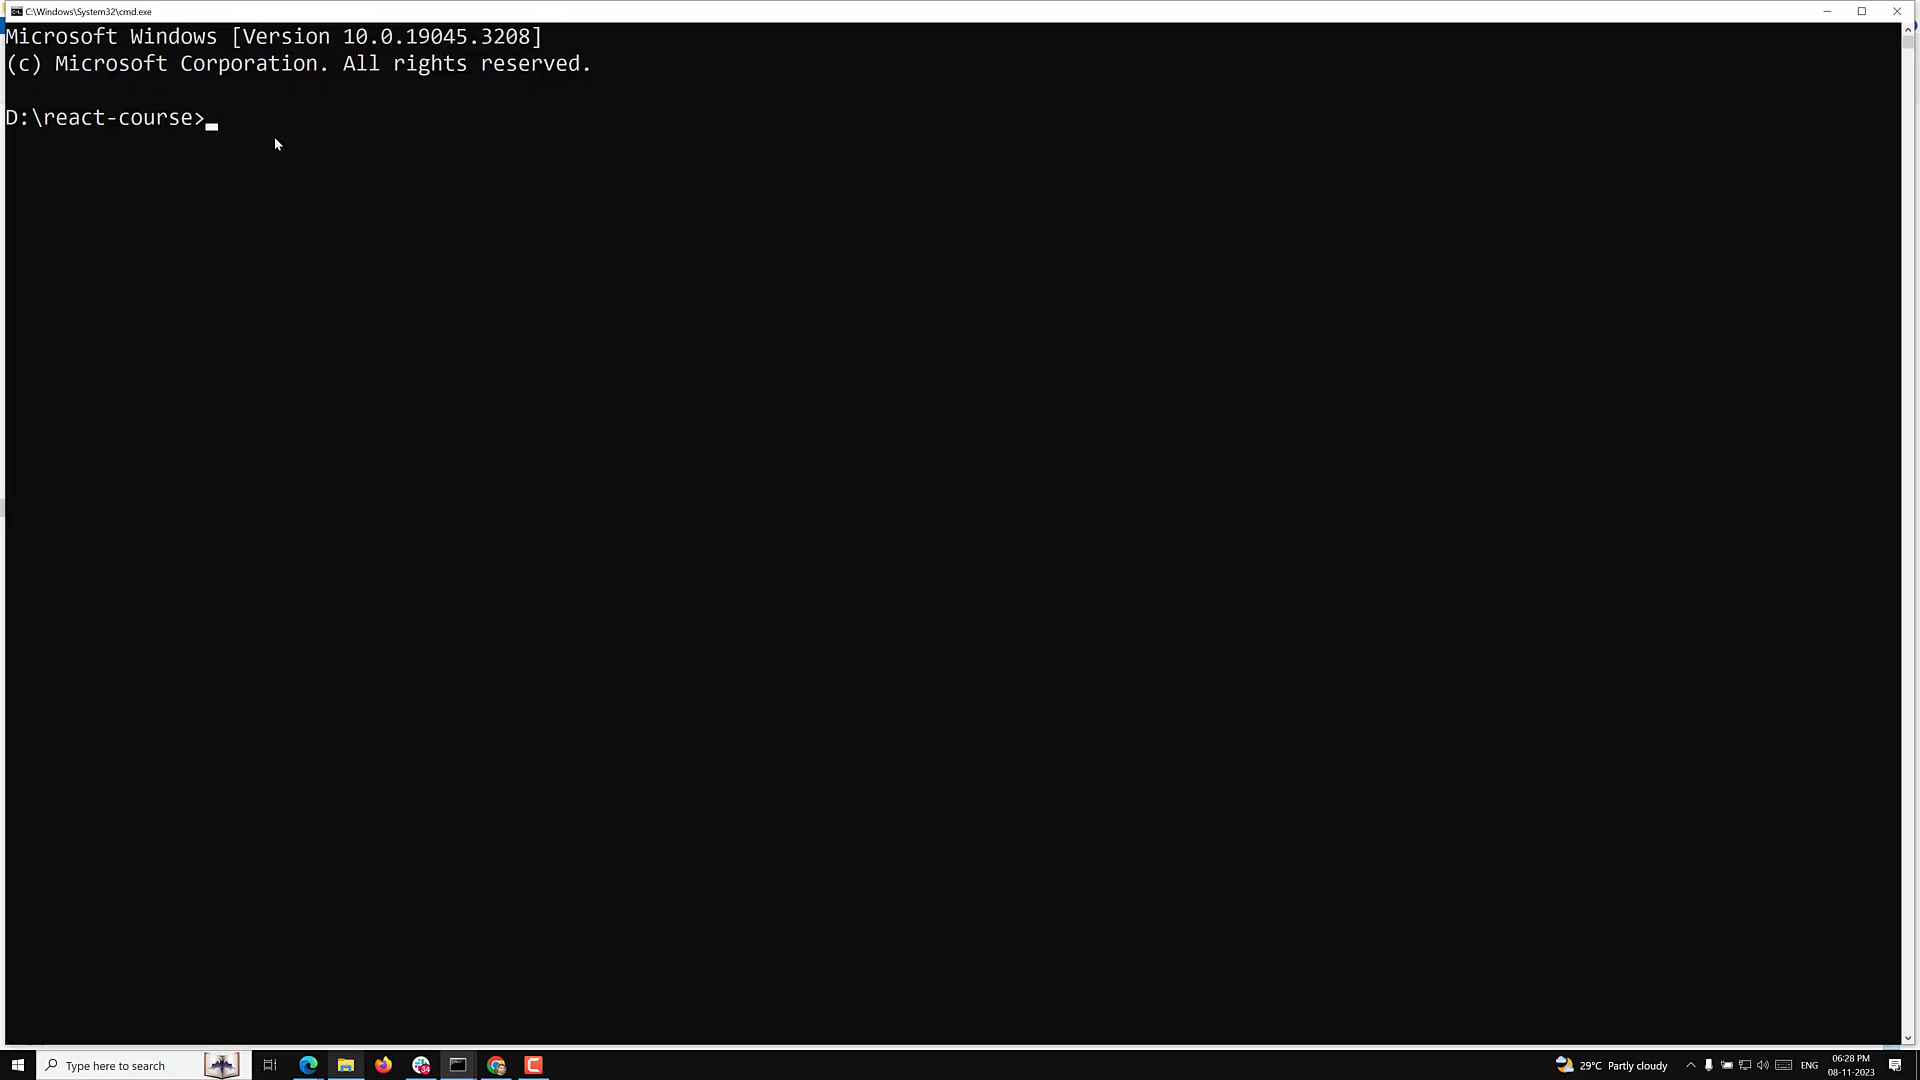 C:\Windows\System32\cmd.exe
Microsoft Windows [Version 10.0.19045.3208]
(c) Microsoft Corporation. All rights reserved.
D:\react-course>
Type here to search
34
29°C Partly cloudy
ENG
06:28 PM
08-11-2023